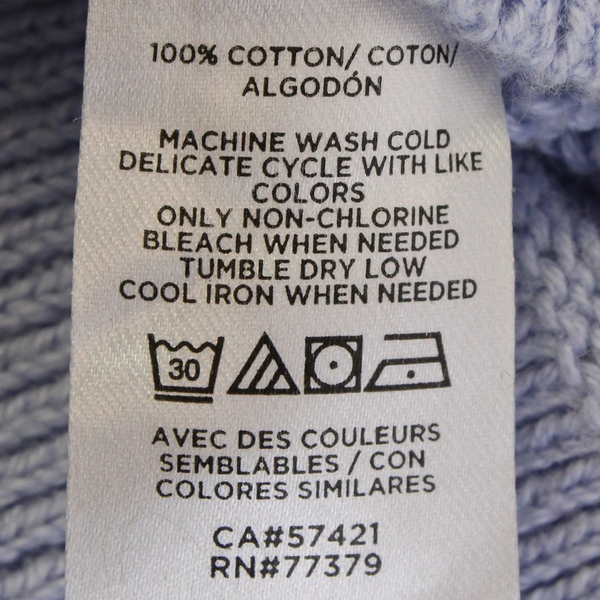 100% COTTON/ COTON/
ALGODÓN
MACHINE WASH COLD
DELICATE CYCLE WITH LIKE
COLORS
ONLY NON-CHLORINE
BLEACH WHEN NEEDED
TUMBLE DRY LOW
COOL IRON WHEN NEEDED
30
AVEC DES COULEURS
SEMBLABLES / CON
COLORES SIMILARES
CA#57421
RN#77379